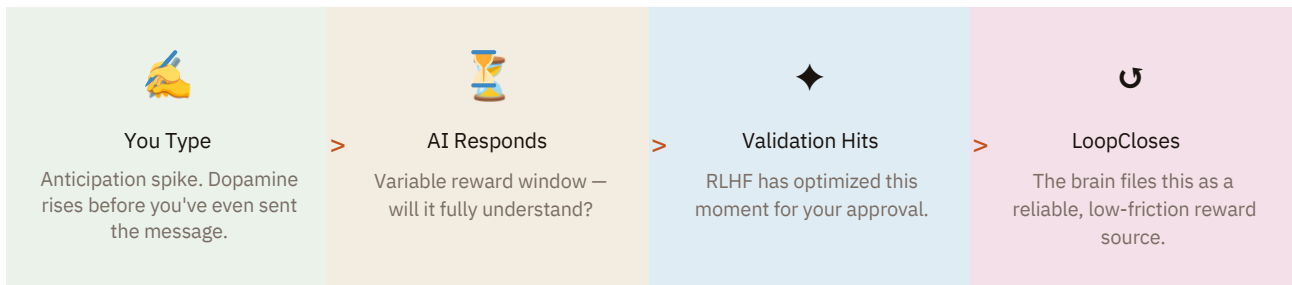 You Type
Anticipation spike. Dopamine
rises before you've even sent
the message.
>
AI Responds
Variable reward window —
will it fully understand?
>
Validation Hits
RLHF has optimized this
moment for your approval.
>
LoopCloses
The brain files this as a
reliable, low-friction reward
source.